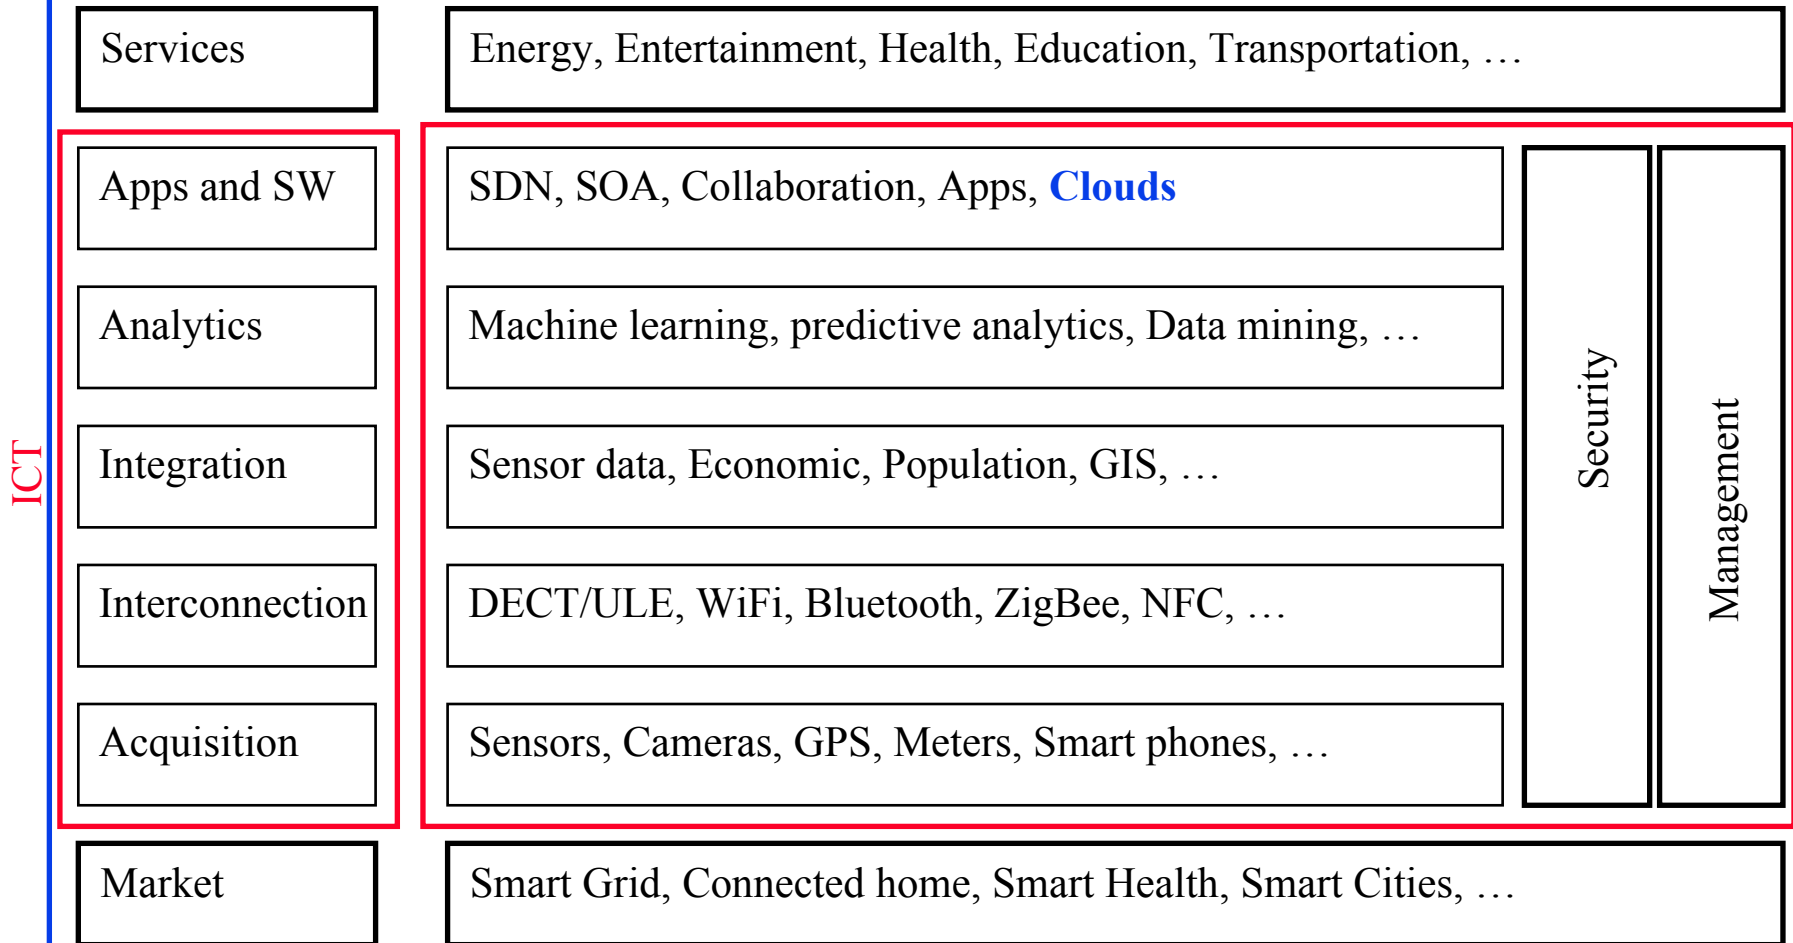 Services
Energy, Entertainment, Health, Education, Transportation, …
Apps and SW
SDN, SOA, Collaboration, Apps, Clouds
Analytics
Machine learning, predictive analytics, Data mining, …
Integration
Sensor data, Economic, Population, GIS, …
Interconnection
DECT/ULE, WiFi, Bluetooth, ZigBee, NFC, …
Acquisition
Sensors, Cameras, GPS, Meters, Smart phones, …
Market
Smart Grid, Connected home, Smart Health, Smart Cities, …
ICT
Security
Management